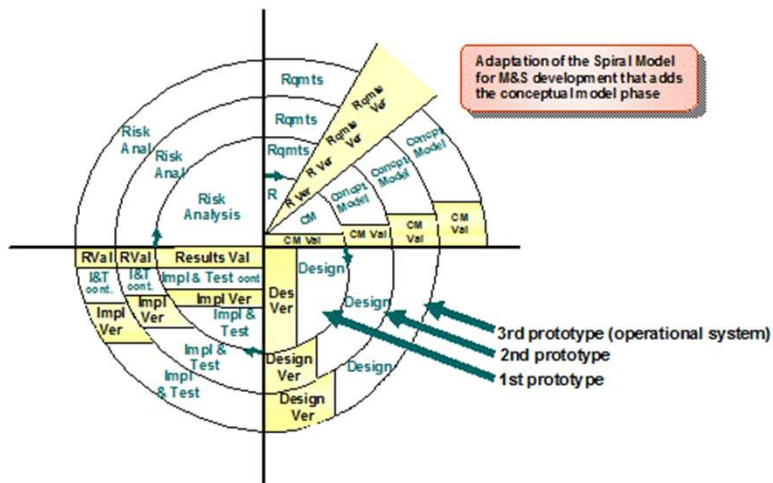 Adaptation of the Spiral Model
for M&S development that adds
the conceptual model phase
Rqmts
Rqmts
Rqmts
R
Rqmts
Ver
Rqmts
Ver
R Ver
R Ver
Concpt
Model
Concpt
Model
Concpt
Model
CM
CM Val
CM Val
CM
Val
CM
Val
Risk
Anal
Risk
Anal
Risk
Analysis
RVal
RVal
Results Val
I&T
cont.
I&T
cont.
Impl & Test cont
Impl Ver
Impl
Ver
Impl
Ver
Impl &
Test
Impl &
Test
Impl
& Test
Des
Ver
Design
Design
Design
Design
Ver
Design
Ver
3rd prototype (operational system)
2nd prototype
1st prototype